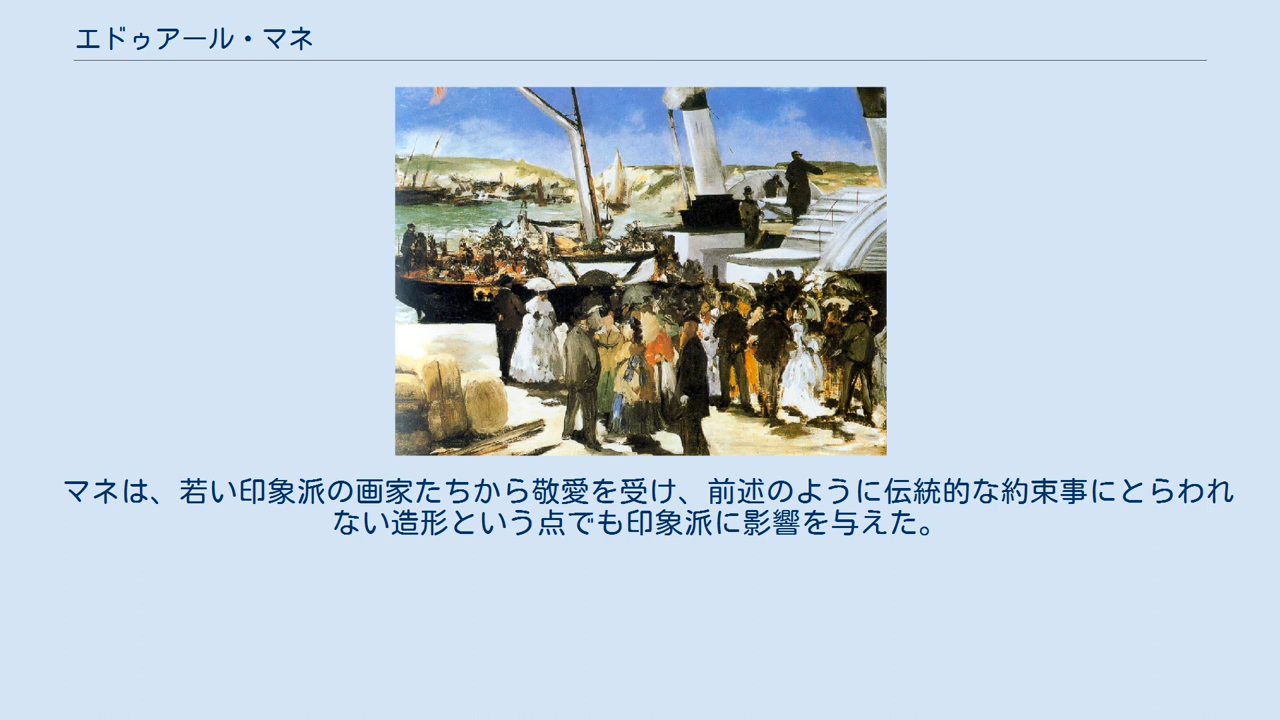 エドゥアール・マネ
マネは、若い印象派の画家たちから敬愛を受け、前述のように伝統的な約束事にとらわれ
ない造形という点でも印象派に影響を与えた。